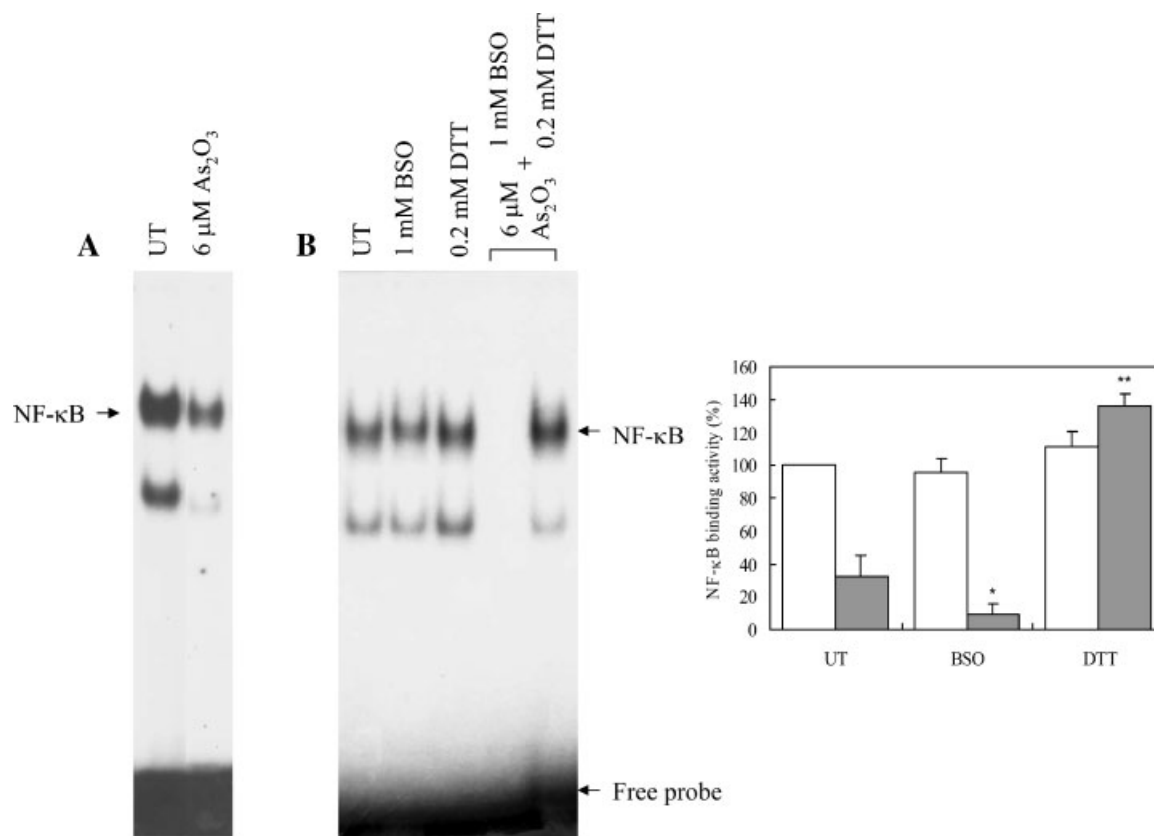 A
UT
6 μM As₂O₃
NF-κB
B
UT
1 mM BSO
0.2 mM DTT
6 μM
As₂O₃
+
1 mM BSO
0.2 mM DTT
NF-κB
Free probe
NF-κB binding activity (%)
160
140
120
100
80
60
40
20
0
**
*
UT
BSO
DTT